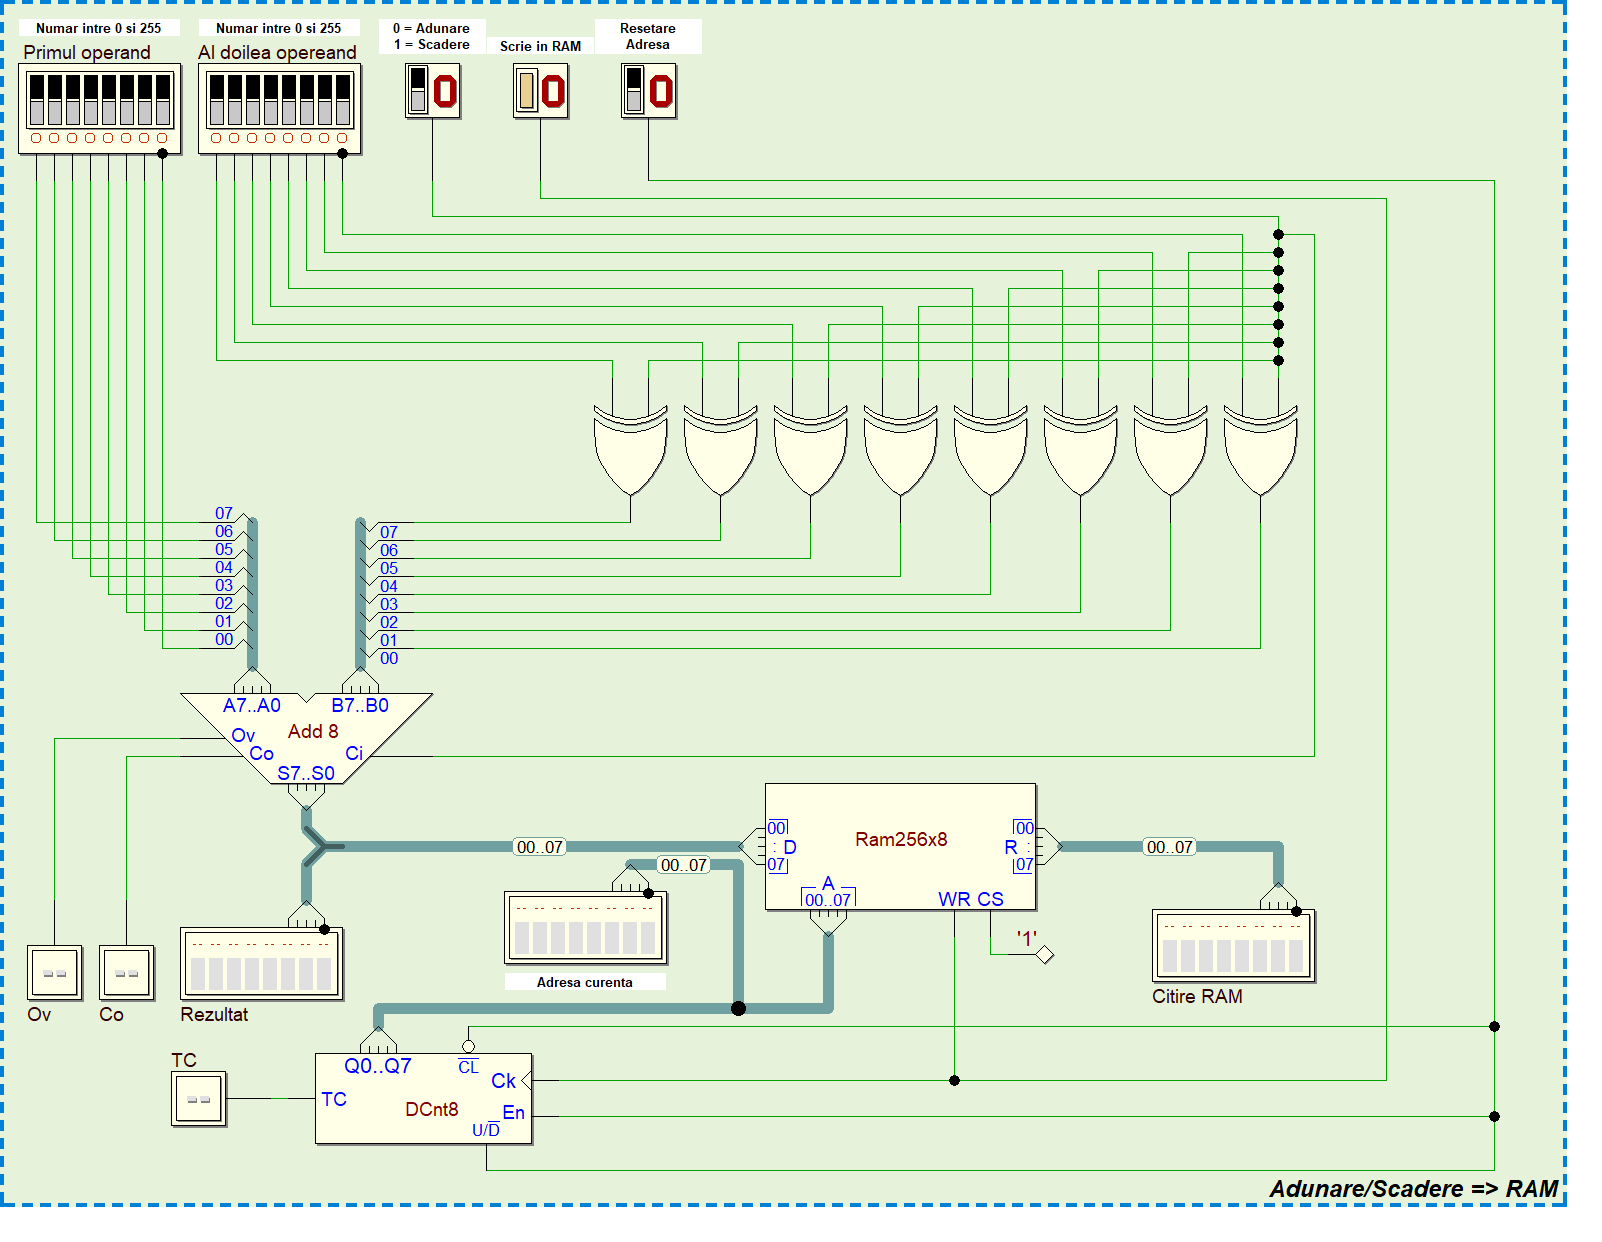 Numar intre 0 si 255
Numar intre 0 si 255
0 = Adunare
1 = Scadere
Scrie in RAM
Resetare
Adresa
Primul operand
Al doilea opereand
0
0
0
07
06
05
04
03
02
01
00
07
06
05
04
03
02
01
00
A7..A0
B7..B0
Add 8
Ov
Co
Ci
S7..S0
00..07
00..07
00
: D
07
Ram256x8
00
R :
07
A
00..07
WR CS
00..07
'1'
Ov
Co
Rezultat
Adresa curenta
Citire RAM
TC
Q0..Q7
CL
Ck
TC
DCnt8
En
U/D
Adunare/Scadere => RAM